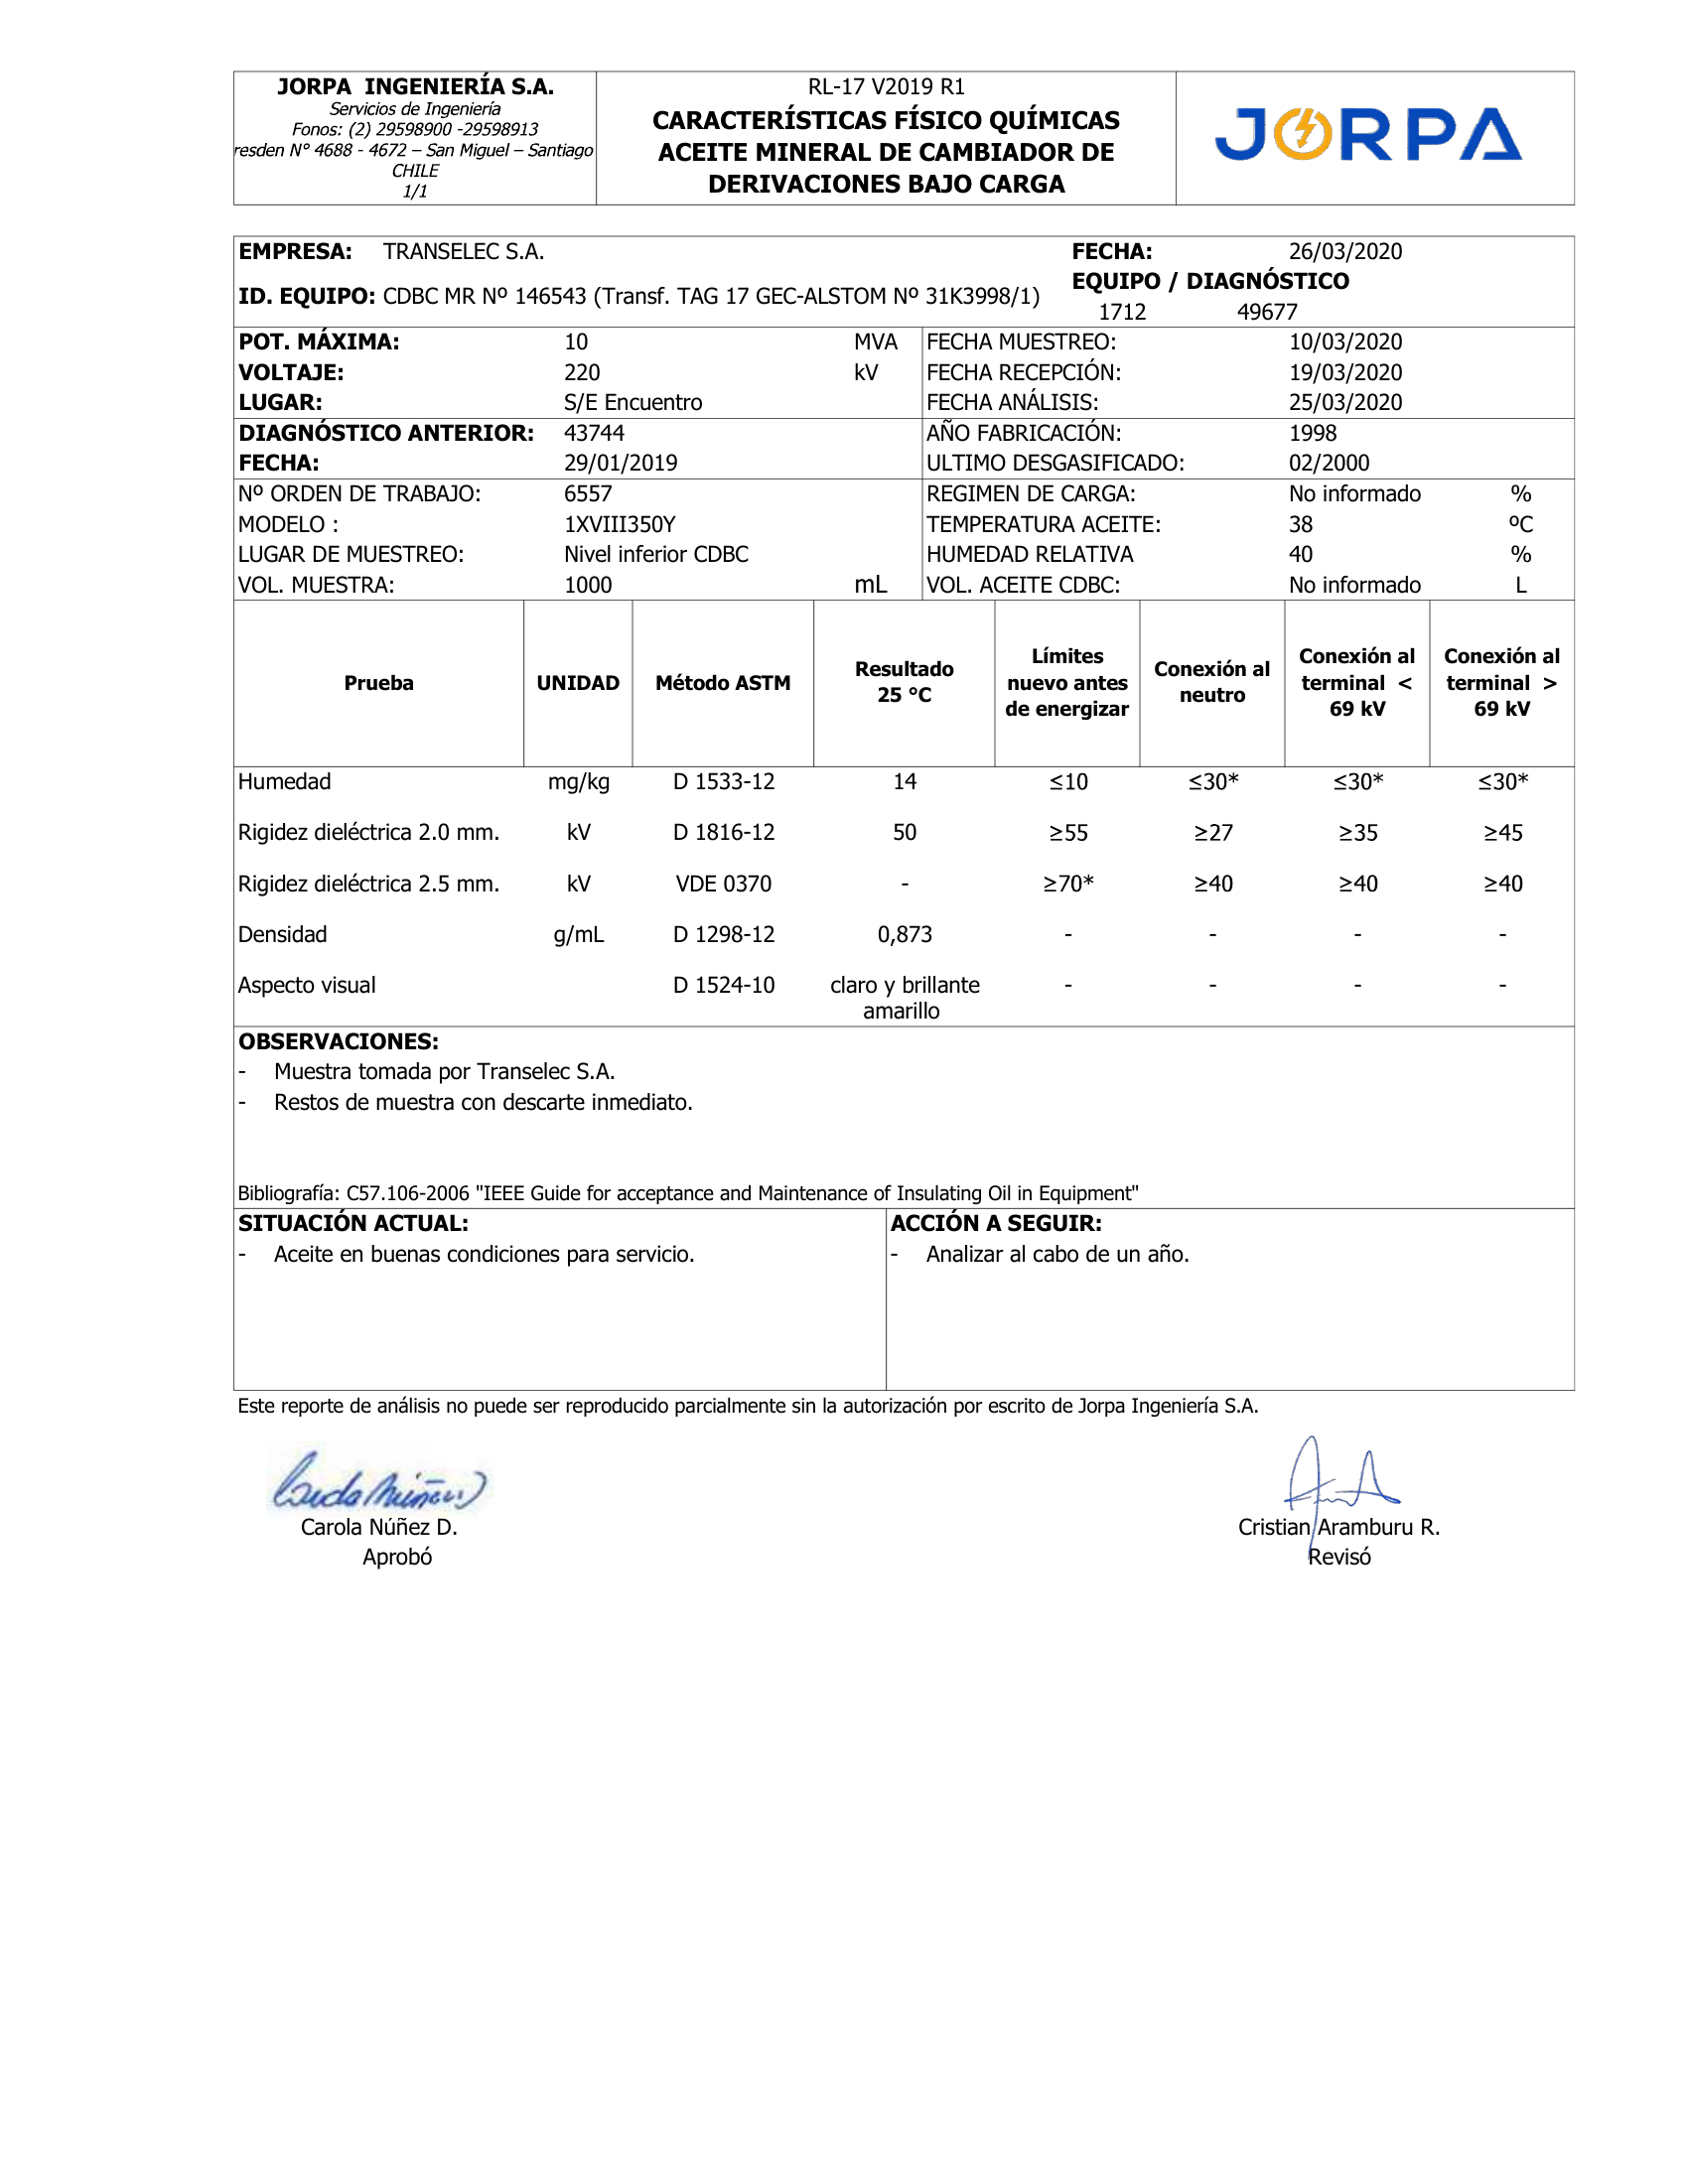 JORPA  INGENIERÍA S.A.
Servicios de Ingeniería
Fonos: (2) 29598900 -29598913
resden N° 4688 - 4672 – San Miguel – Santiago
CHILE
1/1
RL-17 V2019 R1
CARACTERÍSTICAS FÍSICO QUÍMICAS
ACEITE MINERAL DE CAMBIADOR DE
DERIVACIONES BAJO CARGA
JORPA
EMPRESA: TRANSELEC S.A. FECHA: 26/03/2020
EQUIPO / DIAGNÓSTICO
ID. EQUIPO: CDBC MR Nº 146543 (Transf. TAG 17 GEC-ALSTOM Nº 31K3998/1)
1712 49677
POT. MÁXIMA: 10 MVA FECHA MUESTREO: 10/03/2020
VOLTAJE: 220 kV FECHA RECEPCIÓN: 19/03/2020
LUGAR: S/E Encuentro FECHA ANÁLISIS: 25/03/2020
DIAGNÓSTICO ANTERIOR: 43744 AÑO FABRICACIÓN: 1998
FECHA: 29/01/2019 ULTIMO DESGASIFICADO: 02/2000
Nº ORDEN DE TRABAJO: 6557 REGIMEN DE CARGA: No informado %
MODELO : 1XVIII350Y TEMPERATURA ACEITE: 38 ºC
LUGAR DE MUESTREO: Nivel inferior CDBC HUMEDAD RELATIVA 40 %
VOL. MUESTRA: 1000 mL VOL. ACEITE CDBC: No informado L
Prueba UNIDAD Método ASTM Resultado 25 °C Límites nuevo antes de energizar Conexión al neutro Conexión al terminal < 69 kV Conexión al terminal > 69 kV
Humedad mg/kg D 1533-12 14 ≤10 ≤30* ≤30* ≤30*
Rigidez dieléctrica 2.0 mm. kV D 1816-12 50 ≥55 ≥27 ≥35 ≥45
Rigidez dieléctrica 2.5 mm. kV VDE 0370 - ≥70* ≥40 ≥40 ≥40
Densidad g/mL D 1298-12 0,873 - - - -
Aspecto visual D 1524-10 claro y brillante amarillo - - - -
OBSERVACIONES:
- Muestra tomada por Transelec S.A.
- Restos de muestra con descarte inmediato.
Bibliografía: C57.106-2006 "IEEE Guide for acceptance and Maintenance of Insulating Oil in Equipment"
SITUACIÓN ACTUAL: ACCIÓN A SEGUIR:
- Aceite en buenas condiciones para servicio. - Analizar al cabo de un año.
Este reporte de análisis no puede ser reproducido parcialmente sin la autorización por escrito de Jorpa Ingeniería S.A.
Carola Núñez D. Cristian Aramburu R.
Aprobó Revisó